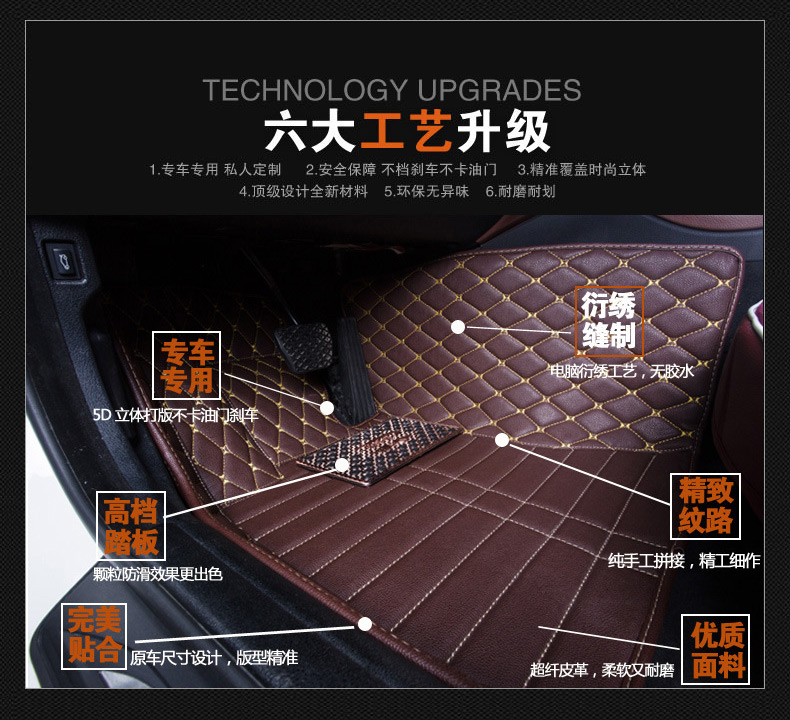 TECHNOLOGY UPGRADES
六大工艺升级
1.专车专用 私人定制 2.安全保障 不档刹车不卡油门 3.精准覆盖时尚立体
4.顶级设计全新材料 5.环保无异味 6.耐磨耐划
衍绣
缝制
电脑衍绣工艺，无胶水
专车
专用
5D 立体打版不卡油门刹车
高档
踏板
颗粒防滑效果更出色
精致
纹路
纯手工拼接，精工细作
完美
贴合
原车尺寸设计，版型精准
优质
面料
超纤皮革，柔软又耐磨